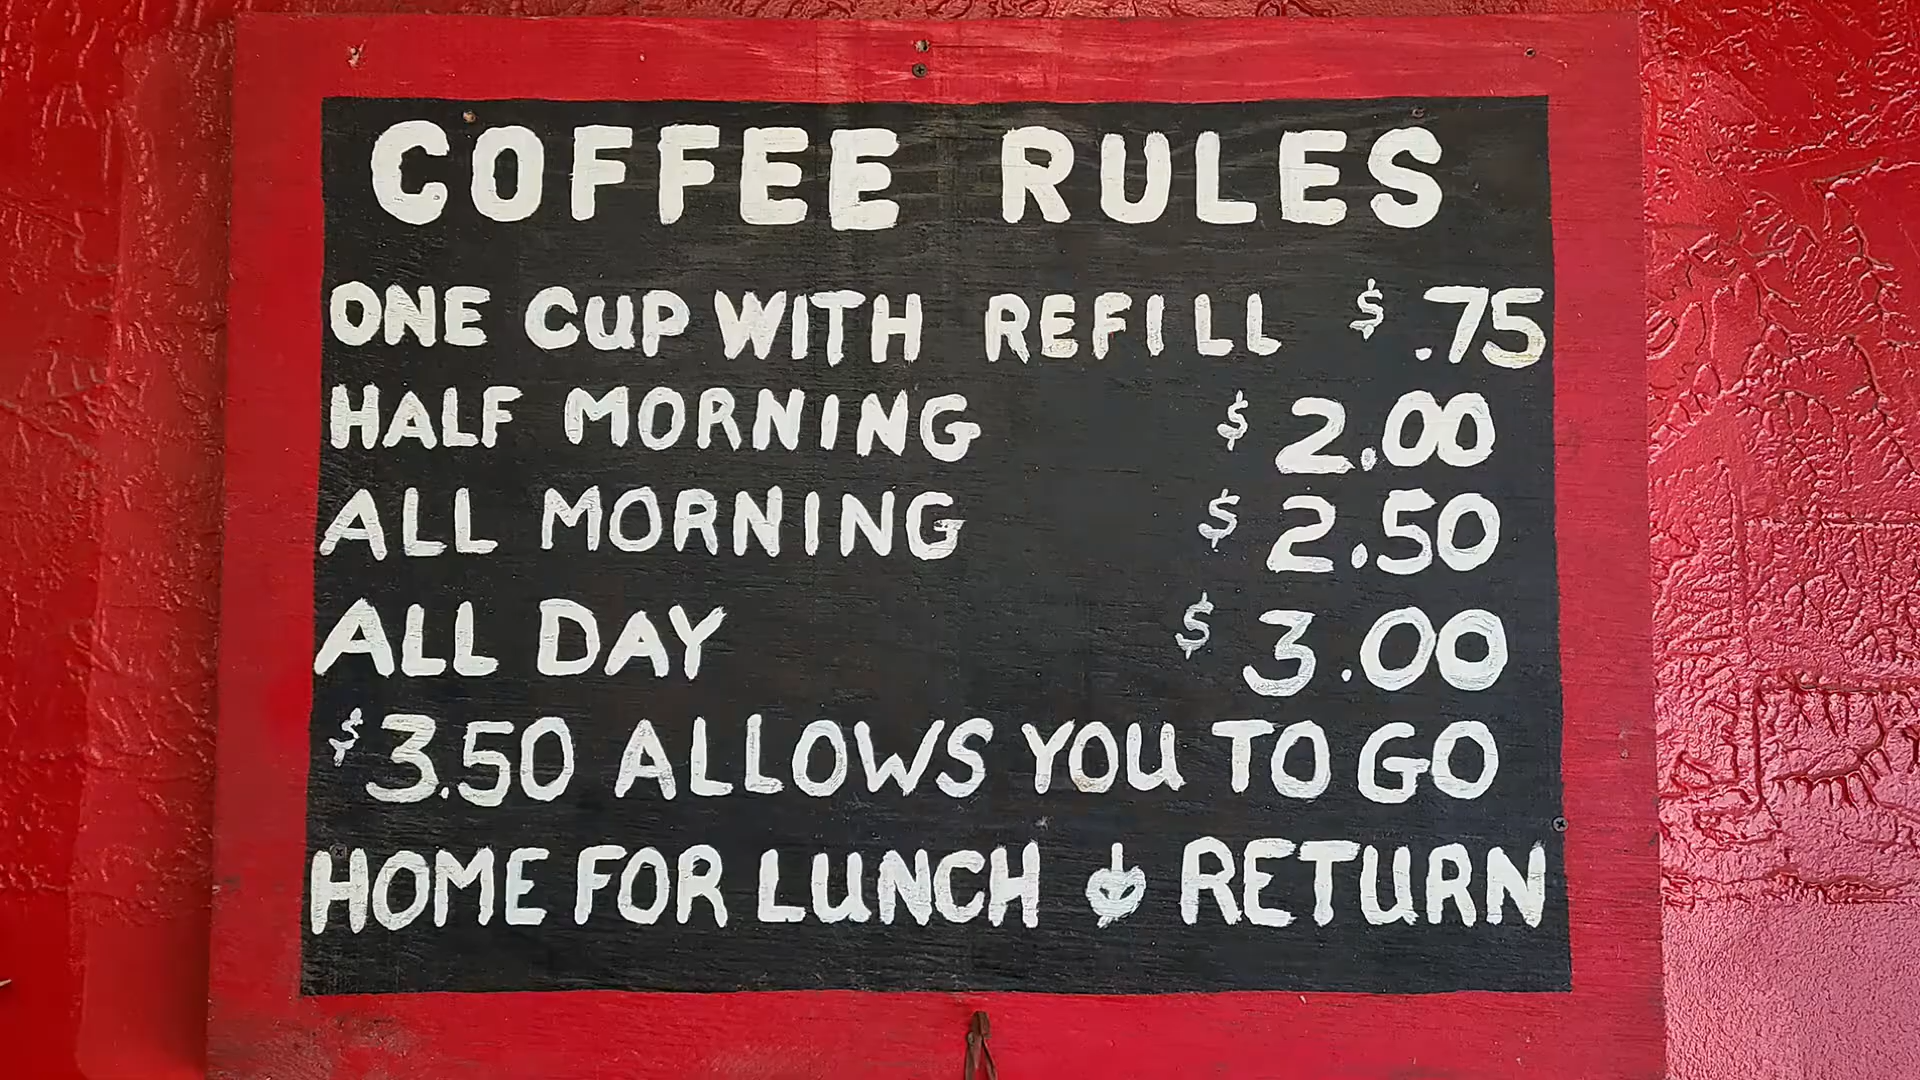 COFFEE RULES
ONE CUP WITH REFILL $ .75
HALF MORNING $ 2.00
ALL MORNING $ 2.50
ALL DAY $ 3.00
$3.50 ALLOWS YOU TO GO
HOME FOR LUNCH & RETURN